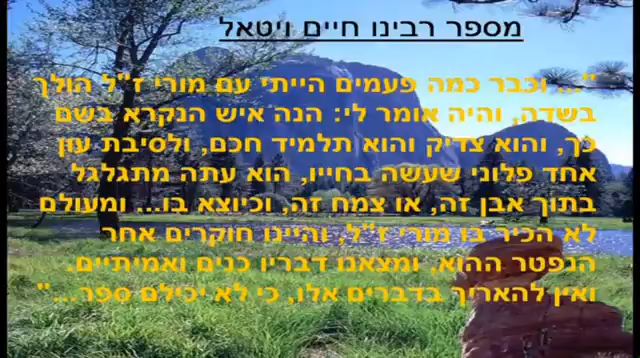 מספר רבינו חיים ויטאל
"... וכבר כמה פעמים הייתי עם מורי ז"ל הולך
בשדה, והיה אומר לי: הנה איש הנקרא בשם
כך, והוא צדיק והוא תלמיד חכם, ולסיבת עון
אחד פלוני שעשה בחייו, הוא עתה מתגלגל
בתוך אבן זה, או צמח זה, וכיוצא בו... ומעולם
לא הכיר בו מורי ז"ל, והיינו חוקרים אחר
הנפטר ההוא, ומצאנו דבריו כנים ואמיתיים.
ואין להאריך בדברים אלו, כי לא יכילם ספר..."